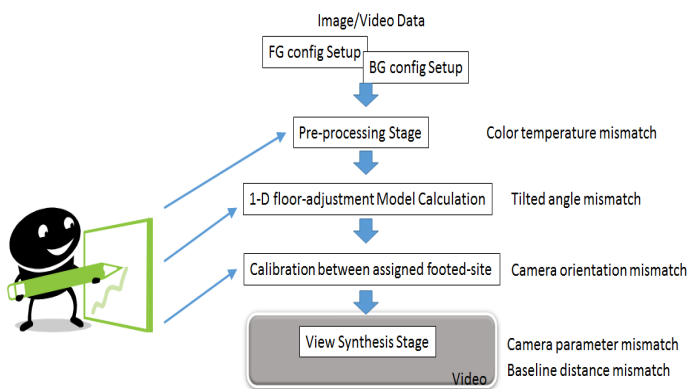 Image/Video Data
FG config Setup
BG config Setup
Pre-processing Stage
Color temperature mismatch
1-D floor-adjustment Model Calculation
Tilted angle mismatch
Calibration between assigned footed-site
Camera orientation mismatch
View Synthesis Stage
Camera parameter mismatch
Video
Baseline distance mismatch